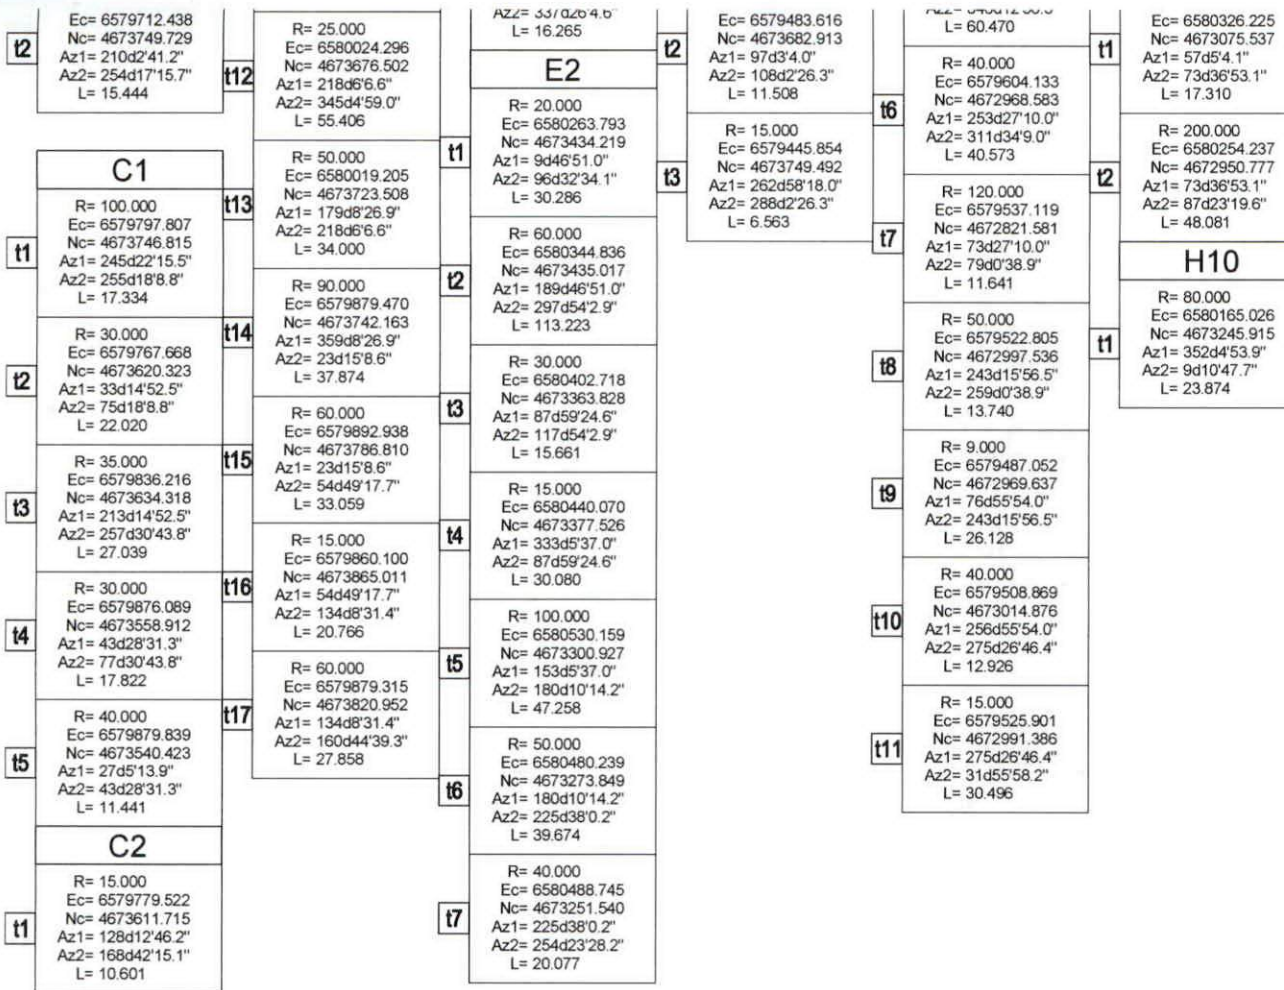 Ec= 6579712.438
t2
Nc= 4673749.729
Az1= 210d2'41.2"
Az2= 254d17'15.7"
L= 15.444
C1
R= 100.000
Ec= 6579797.807
Nc= 4673746.815
t1
Az1= 245d22'15.5"
Az2= 255d18'8.8"
L= 17.334
R= 30.000
Ec= 6579767.668
Nc= 4673620.323
t2
Az1= 33d14'52.5"
Az2= 75d18'8.8"
L= 22.020
R= 35.000
Ec= 6579836.216
Nc= 4673634.318
t3
Az1= 213d14'52.5"
Az2= 257d30'43.8"
L= 27.039
R= 30.000
Ec= 6579876.089
Nc= 4673558.912
t4
Az1= 43d28'31.3"
Az2= 77d30'43.8"
L= 17.822
R= 40.000
Ec= 6579879.839
Nc= 4673540.423
t5
Az1= 27d5'13.9"
Az2= 43d28'31.3"
L= 11.441
C2
R= 15.000
Ec= 6579779.522
Nc= 4673611.715
t1
Az1= 128d12'46.2"
Az2= 168d42'15.1"
L= 10.601
R= 25.000
Ec= 6580024.296
Nc= 4673676.502
t12
Az1= 218d6'6.6"
Az2= 345d4'59.0"
L= 55.406
R= 50.000
Ec= 6580019.205
t13
Nc= 4673723.508
Az1= 179d8'26.9"
Az2= 218d6'6.6"
L= 34.000
R= 90.000
Ec= 6579879.470
t14
Nc= 4673742.163
Az1= 359d8'26.9"
Az2= 23d15'8.6"
L= 37.874
R= 60.000
Ec= 6579892.938
Nc= 4673786.810
t15
Az1= 23d15'8.6"
Az2= 54d49'17.7"
L= 33.059
R= 15.000
Ec= 6579860.100
t16
Nc= 4673865.011
Az1= 54d49'17.7"
Az2= 134d8'31.4"
L= 20.766
R= 60.000
Ec= 6579879.315
Nc= 4673820.952
t17
Az1= 134d8'31.4"
Az2= 160d44'39.3"
L= 27.858
Az2= 337d26'4.6"
L= 16.265
E2
R= 20.000
Ec= 6580263.793
Nc= 4673434.219
t1
Az1= 9d46'51.0"
Az2= 96d32'34.1"
L= 30.286
R= 60.000
Ec= 6580344.836
Nc= 4673435.017
t2
Az1= 189d46'51.0"
Az2= 297d54'2.9"
L= 113.223
R= 30.000
Ec= 6580402.718
Nc= 4673363.828
t3
Az1= 87d59'24.6"
Az2= 117d54'2.9"
L= 15.661
R= 15.000
Ec= 6580440.070
Nc= 4673377.526
t4
Az1= 333d5'37.0"
Az2= 87d59'24.6"
L= 30.080
R= 100.000
Ec= 6580530.159
Nc= 4673300.927
t5
Az1= 153d5'37.0"
Az2= 180d10'14.2"
L= 47.258
R= 50.000
Ec= 6580480.239
Nc= 4673273.849
t6
Az1= 180d10'14.2"
Az2= 225d38'0.2"
L= 39.674
R= 40.000
Ec= 6580488.745
Nc= 4673251.540
t7
Az1= 225d38'0.2"
Az2= 254d23'28.2"
L= 20.077
Ec= 6579483.616
t2
Nc= 4673682.913
Az1= 97d3'4.0"
Az2= 108d2'26.3"
L= 11.508
R= 15.000
Ec= 6579445.854
Nc= 4673749.492
t3
Az1= 262d58'18.0"
Az2= 288d2'26.3"
L= 6.563
L= 60.470
R= 40.000
Ec= 6579604.133
t6
Nc= 4672968.583
Az1= 253d27'10.0"
Az2= 311d34'9.0"
L= 40.573
R= 120.000
Ec= 6579537.119
Nc= 4672821.581
t7
Az1= 73d27'10.0"
Az2= 79d0'38.9"
L= 11.641
R= 50.000
Ec= 6579522.805
Nc= 4672997.536
t8
Az1= 243d15'56.5"
Az2= 259d0'38.9"
L= 13.740
R= 9.000
Ec= 6579487.052
Nc= 4672969.637
t9
Az1= 76d55'54.0"
Az2= 243d15'56.5"
L= 26.128
R= 40.000
Ec= 6579508.869
Nc= 4673014.876
t10
Az1= 256d55'54.0"
Az2= 275d26'46.4"
L= 12.926
R= 15.000
Ec= 6579525.901
Nc= 4672991.386
t11
Az1= 275d26'46.4"
Az2= 31d55'58.2"
L= 30.496
Ec= 6580326.225
t1
Nc= 4673075.537
Az1= 57d5'4.1"
Az2= 73d36'53.1"
L= 17.310
R= 200.000
Ec= 6580254.237
Nc= 4672950.777
t2
Az1= 73d36'53.1"
Az2= 87d23'19.6"
L= 48.081
H10
R= 80.000
Ec= 6580165.026
Nc= 4673245.915
t1
Az1= 352d4'53.9"
Az2= 9d10'47.7"
L= 23.874